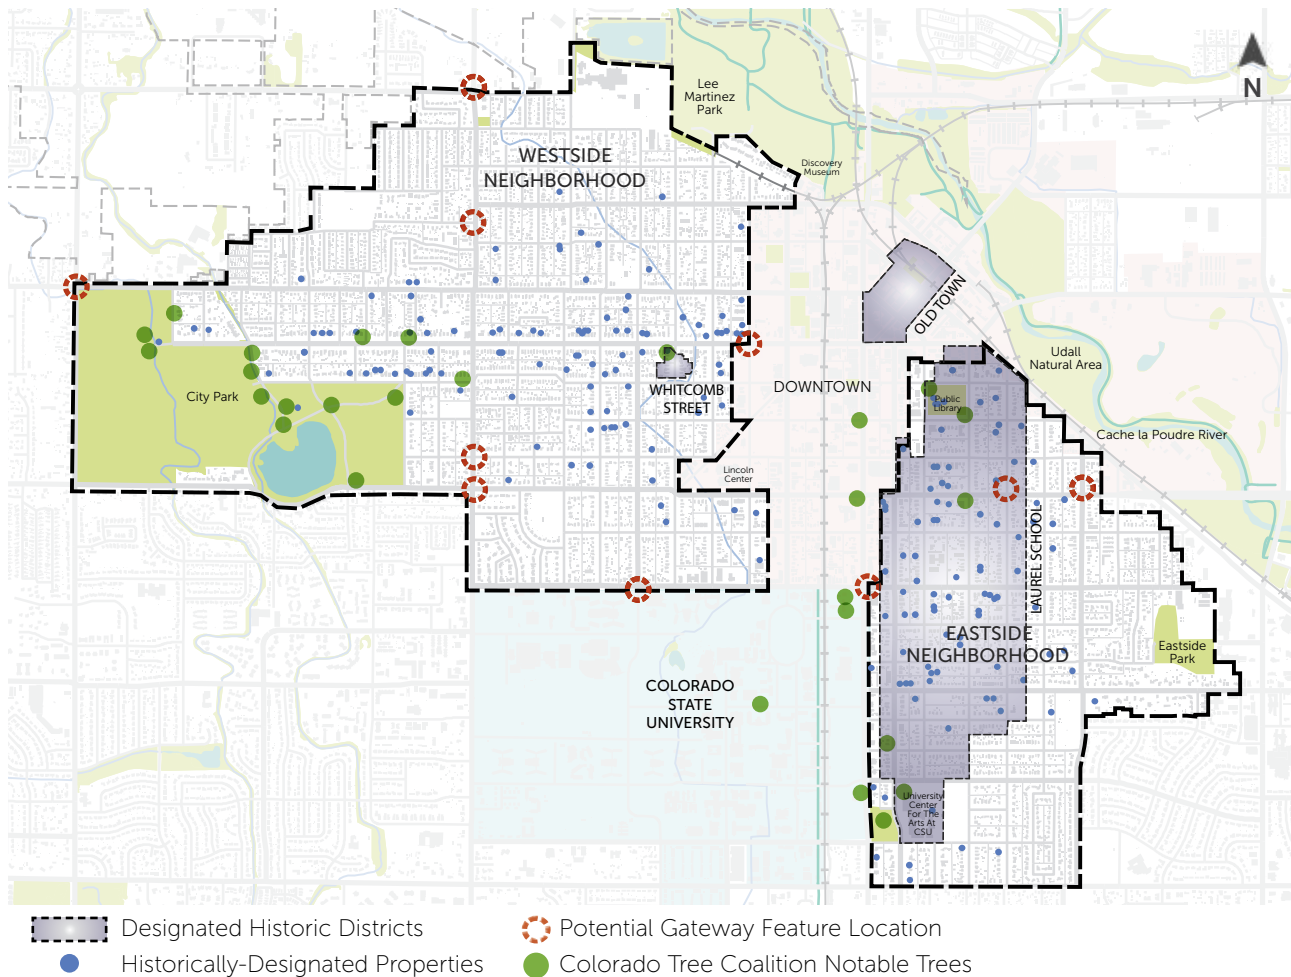 N
Lee
Martinez
Park
WESTSIDE
NEIGHBORHOOD
Discovery
Museum
OLD TOWN
Udall
Natural Area
City Park
WHITCOMB
STREET
DOWNTOWN
Public
Library
Cache la Poudre River
Lincoln
Center
LAUREL SCHOOL
EASTSIDE
NEIGHBORHOOD
Eastside
Park
COLORADO
STATE
UNIVERSITY
University
Center
For The
Arts At
CSU
Designated Historic Districts
Potential Gateway Feature Location
Historically-Designated Properties
Colorado Tree Coalition Notable Trees